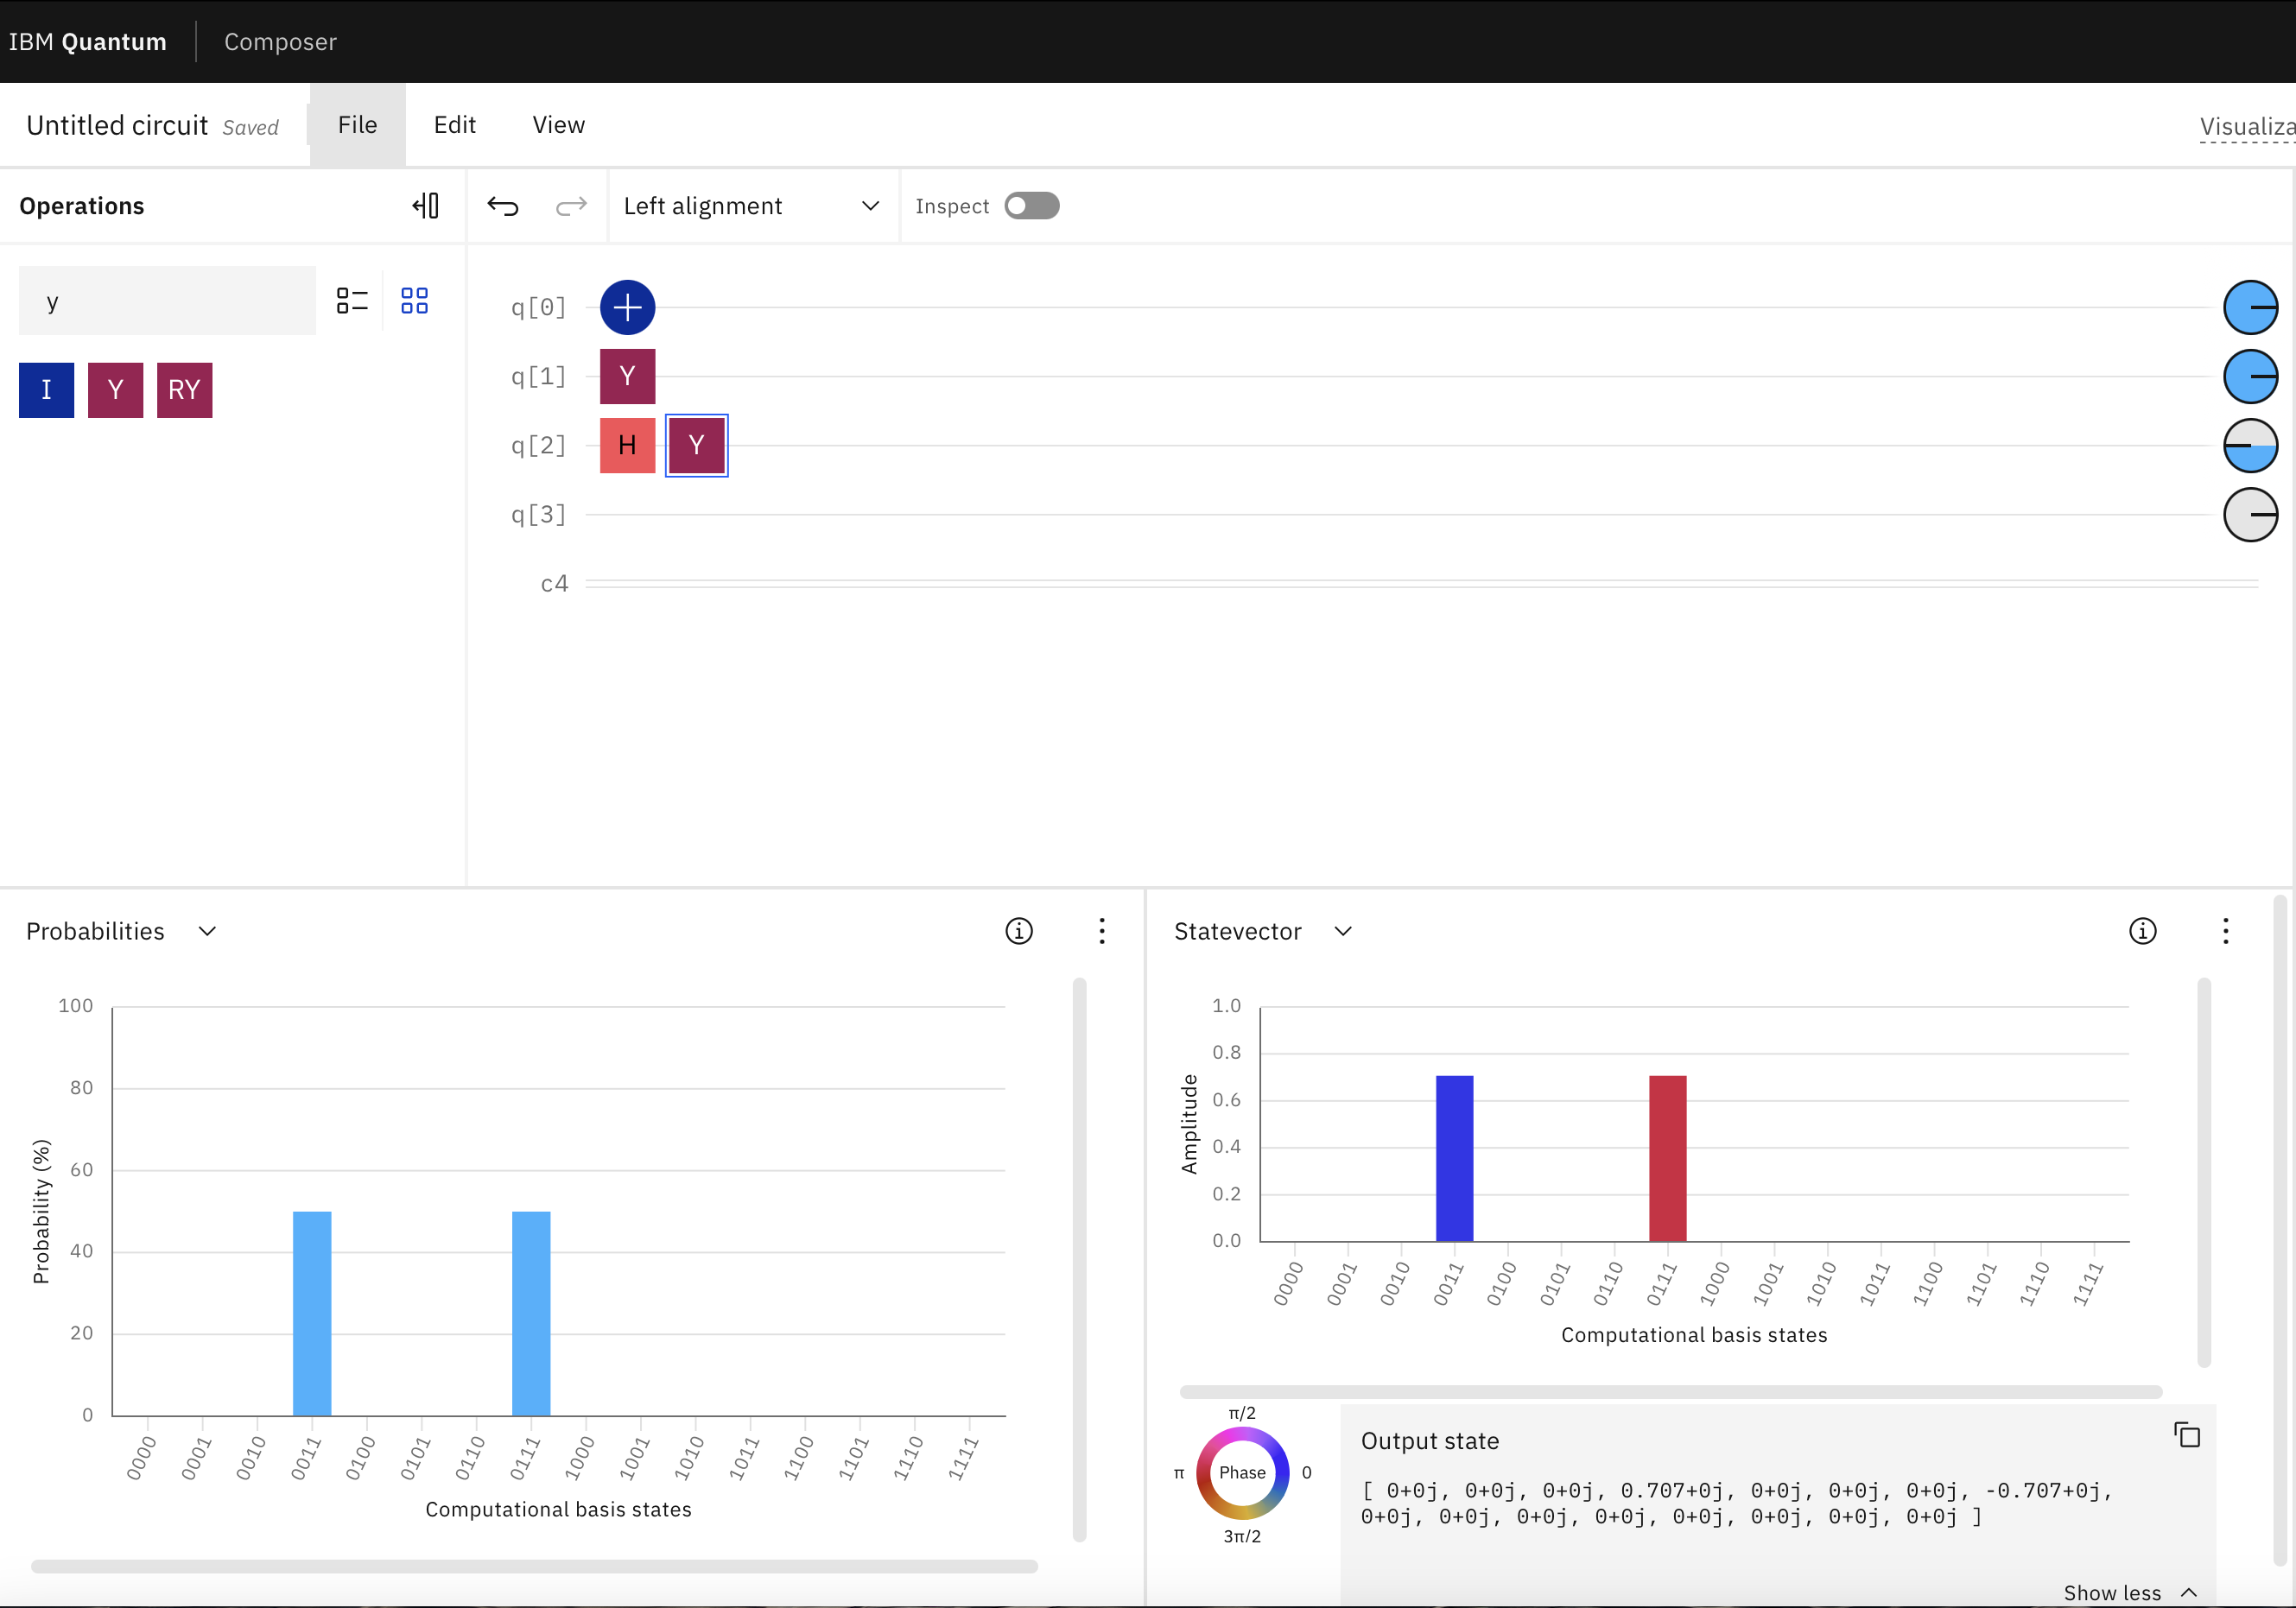 IBM Quantum Composer
Untitled circuit Saved File Edit View Visualiza
Operations Left alignment Inspect
y
I Y RY
q[0]
q[1] Y
q[2] H Y
q[3]
c4
Probabilities
100
80
60
40
20
0
Probability (%)
0000 0001 0010 0011 0100 0101 0110 0111 1000 1001 1010 1011 1100 1101 1110 1111
Computational basis states
Statevector
1.0
0.8
0.6
0.4
0.2
0.0
Amplitude
0000 0001 0010 0011 0100 0101 0110 0111 1000 1001 1010 1011 1100 1101 1110 1111
Computational basis states
π/2
π Phase 0
3π/2
Output state
[ 0+0j, 0+0j, 0+0j, 0.707+0j, 0+0j, 0+0j, 0+0j, -0.707+0j,
0+0j, 0+0j, 0+0j, 0+0j, 0+0j, 0+0j, 0+0j, 0+0j ]
Show less